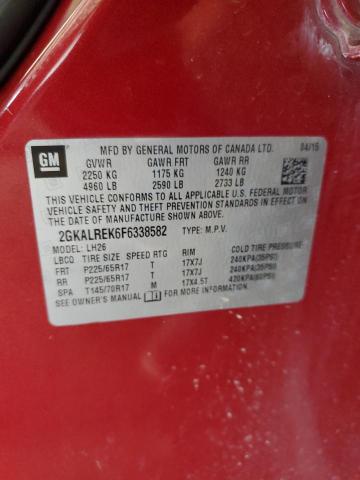 GM
MFD BY GENERAL MOTORS OF CANADA LTD. 04/15
GVWR GAWR FRT GAWR RR
2250 KG 1175 KG 1240 KG
4960 LB 2590 LB 2733 LB
THIS VEHICLE CONFORMS TO ALL APPLICABLE U.S. FEDERAL MOTOR
VEHICLE SAFETY, BUMPER, AND THEFT PREVENTION STANDARDS
IN EFFECT ON THE DATE OF MANUFACTURE SHOWN ABOVE.
2GKALREK6F6338582 TYPE: M.P.V.
MODEL: LH26
LBCQ TIRE SIZE SPEED RTG RIM COLD TIRE PRESSURE
FRT P225/65R17 T 17X7J 240KPA(35PSI)
RR P225/65R17 T 17X7J 240KPA(35PSI)
SPA T145/70R17 M 17X4.5T 420KPA(60PSI)
SEE OWNER'S MANUAL FOR MORE INFORMATION.